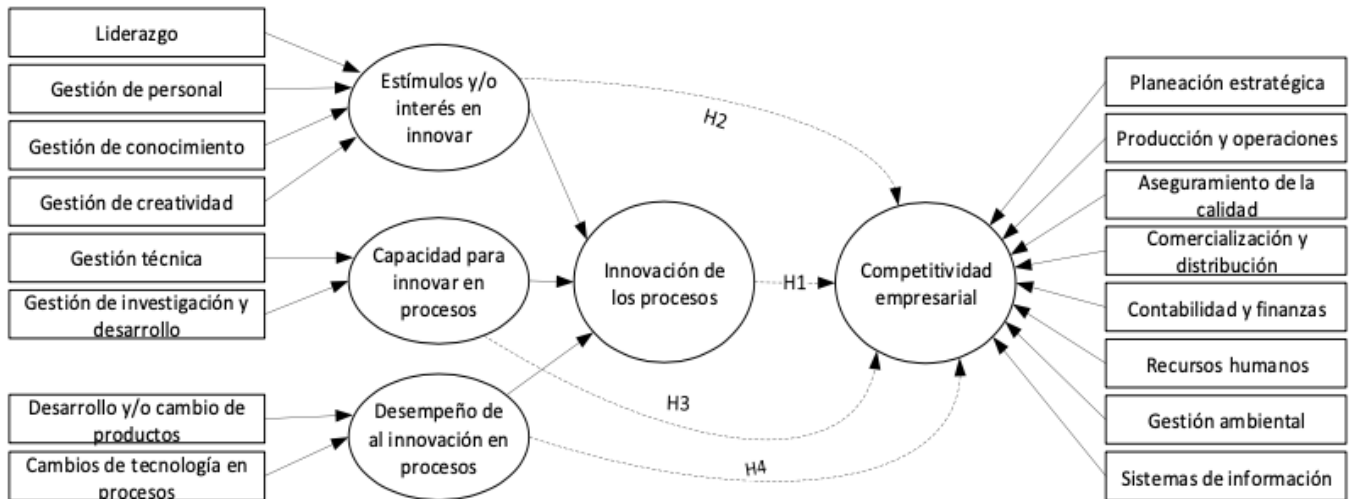 Liderazgo
Gestión de personal
Gestión de conocimiento
Gestión de creatividad
Gestión técnica
Gestión de investigación y
desarrollo
Desarrollo y/o cambio de
productos
Cambios de tecnología en
procesos
Estímulos y/o
interés en
innovar
Capacidad para
innovar en
procesos
Desempeño de
al innovación en
procesos
Innovación de
los procesos
H2
H1
H3
H4
Competitividad
empresarial
Planeación estratégica
Producción y operaciones
Aseguramiento de la
calidad
Comercialización y
distribución
Contabilidad y finanzas
Recursos humanos
Gestión ambiental
Sistemas de información